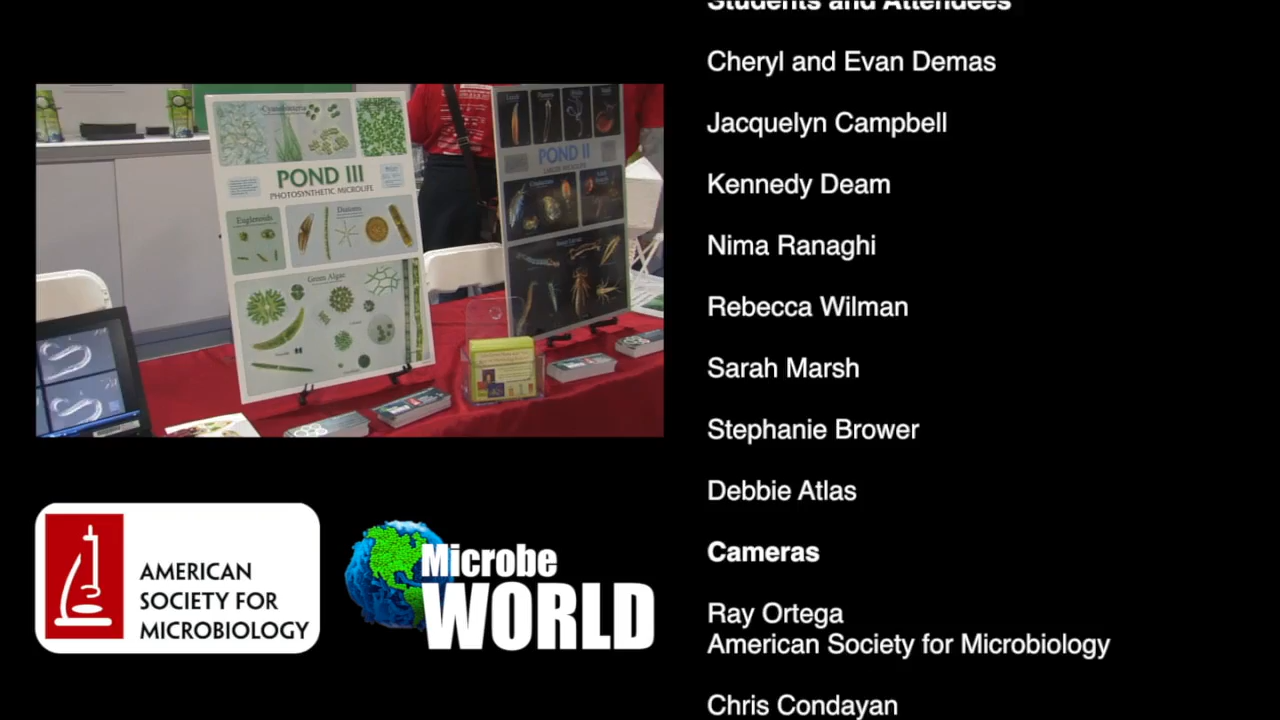 Students and Attendees
Cheryl and Evan Demas
Jacquelyn Campbell
Kennedy Deam
Nima Ranaghi
Rebecca Wilman
Sarah Marsh
Stephanie Brower
Debbie Atlas
Cameras
Ray Ortega
American Society for Microbiology
Chris Condayan
Cyanobacteria
POND III
PHOTOSYNTHETIC MICROLIFE
Euglenoids
Diatoms
Green Algae
POND II
AMERICAN
SOCIETY FOR
MICROBIOLOGY
Microbe
WORLD